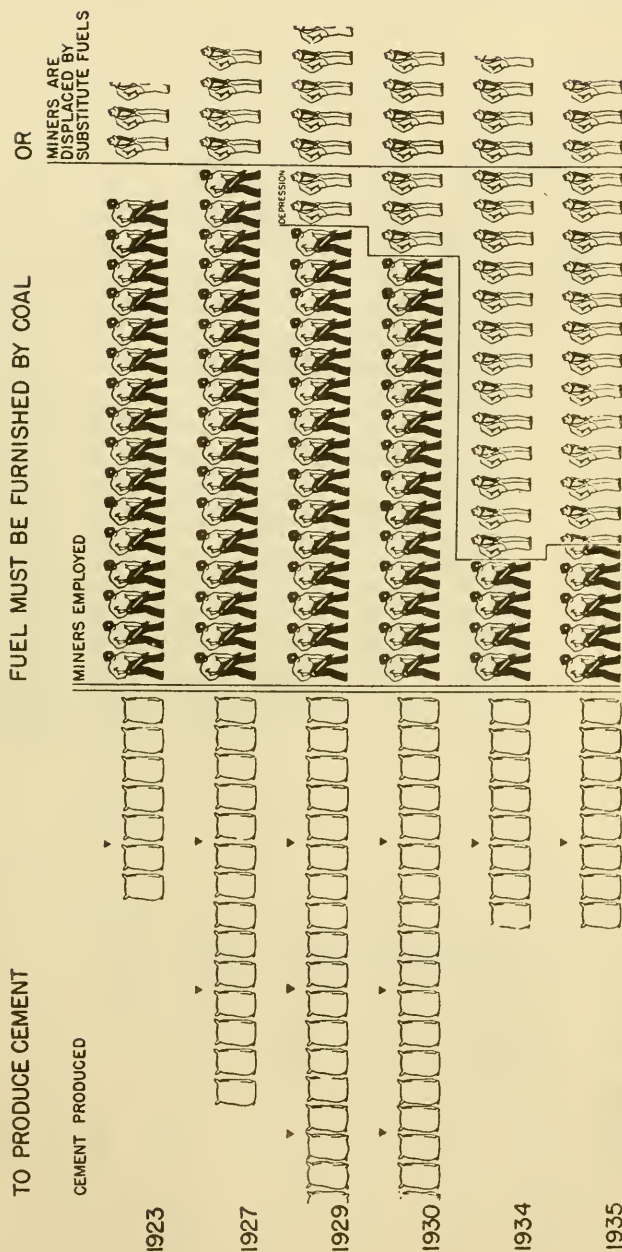 TO PRODUCE CEMENT
FUEL MUST BE FURNISHED BY COAL
OR
CEMENT PRODUCED
MINERS EMPLOYED
MINERS ARE
DISPLACED BY
SUBSTITUTE FUELS
1923
1927
1929
DEPRESSION
1930
1934
1935